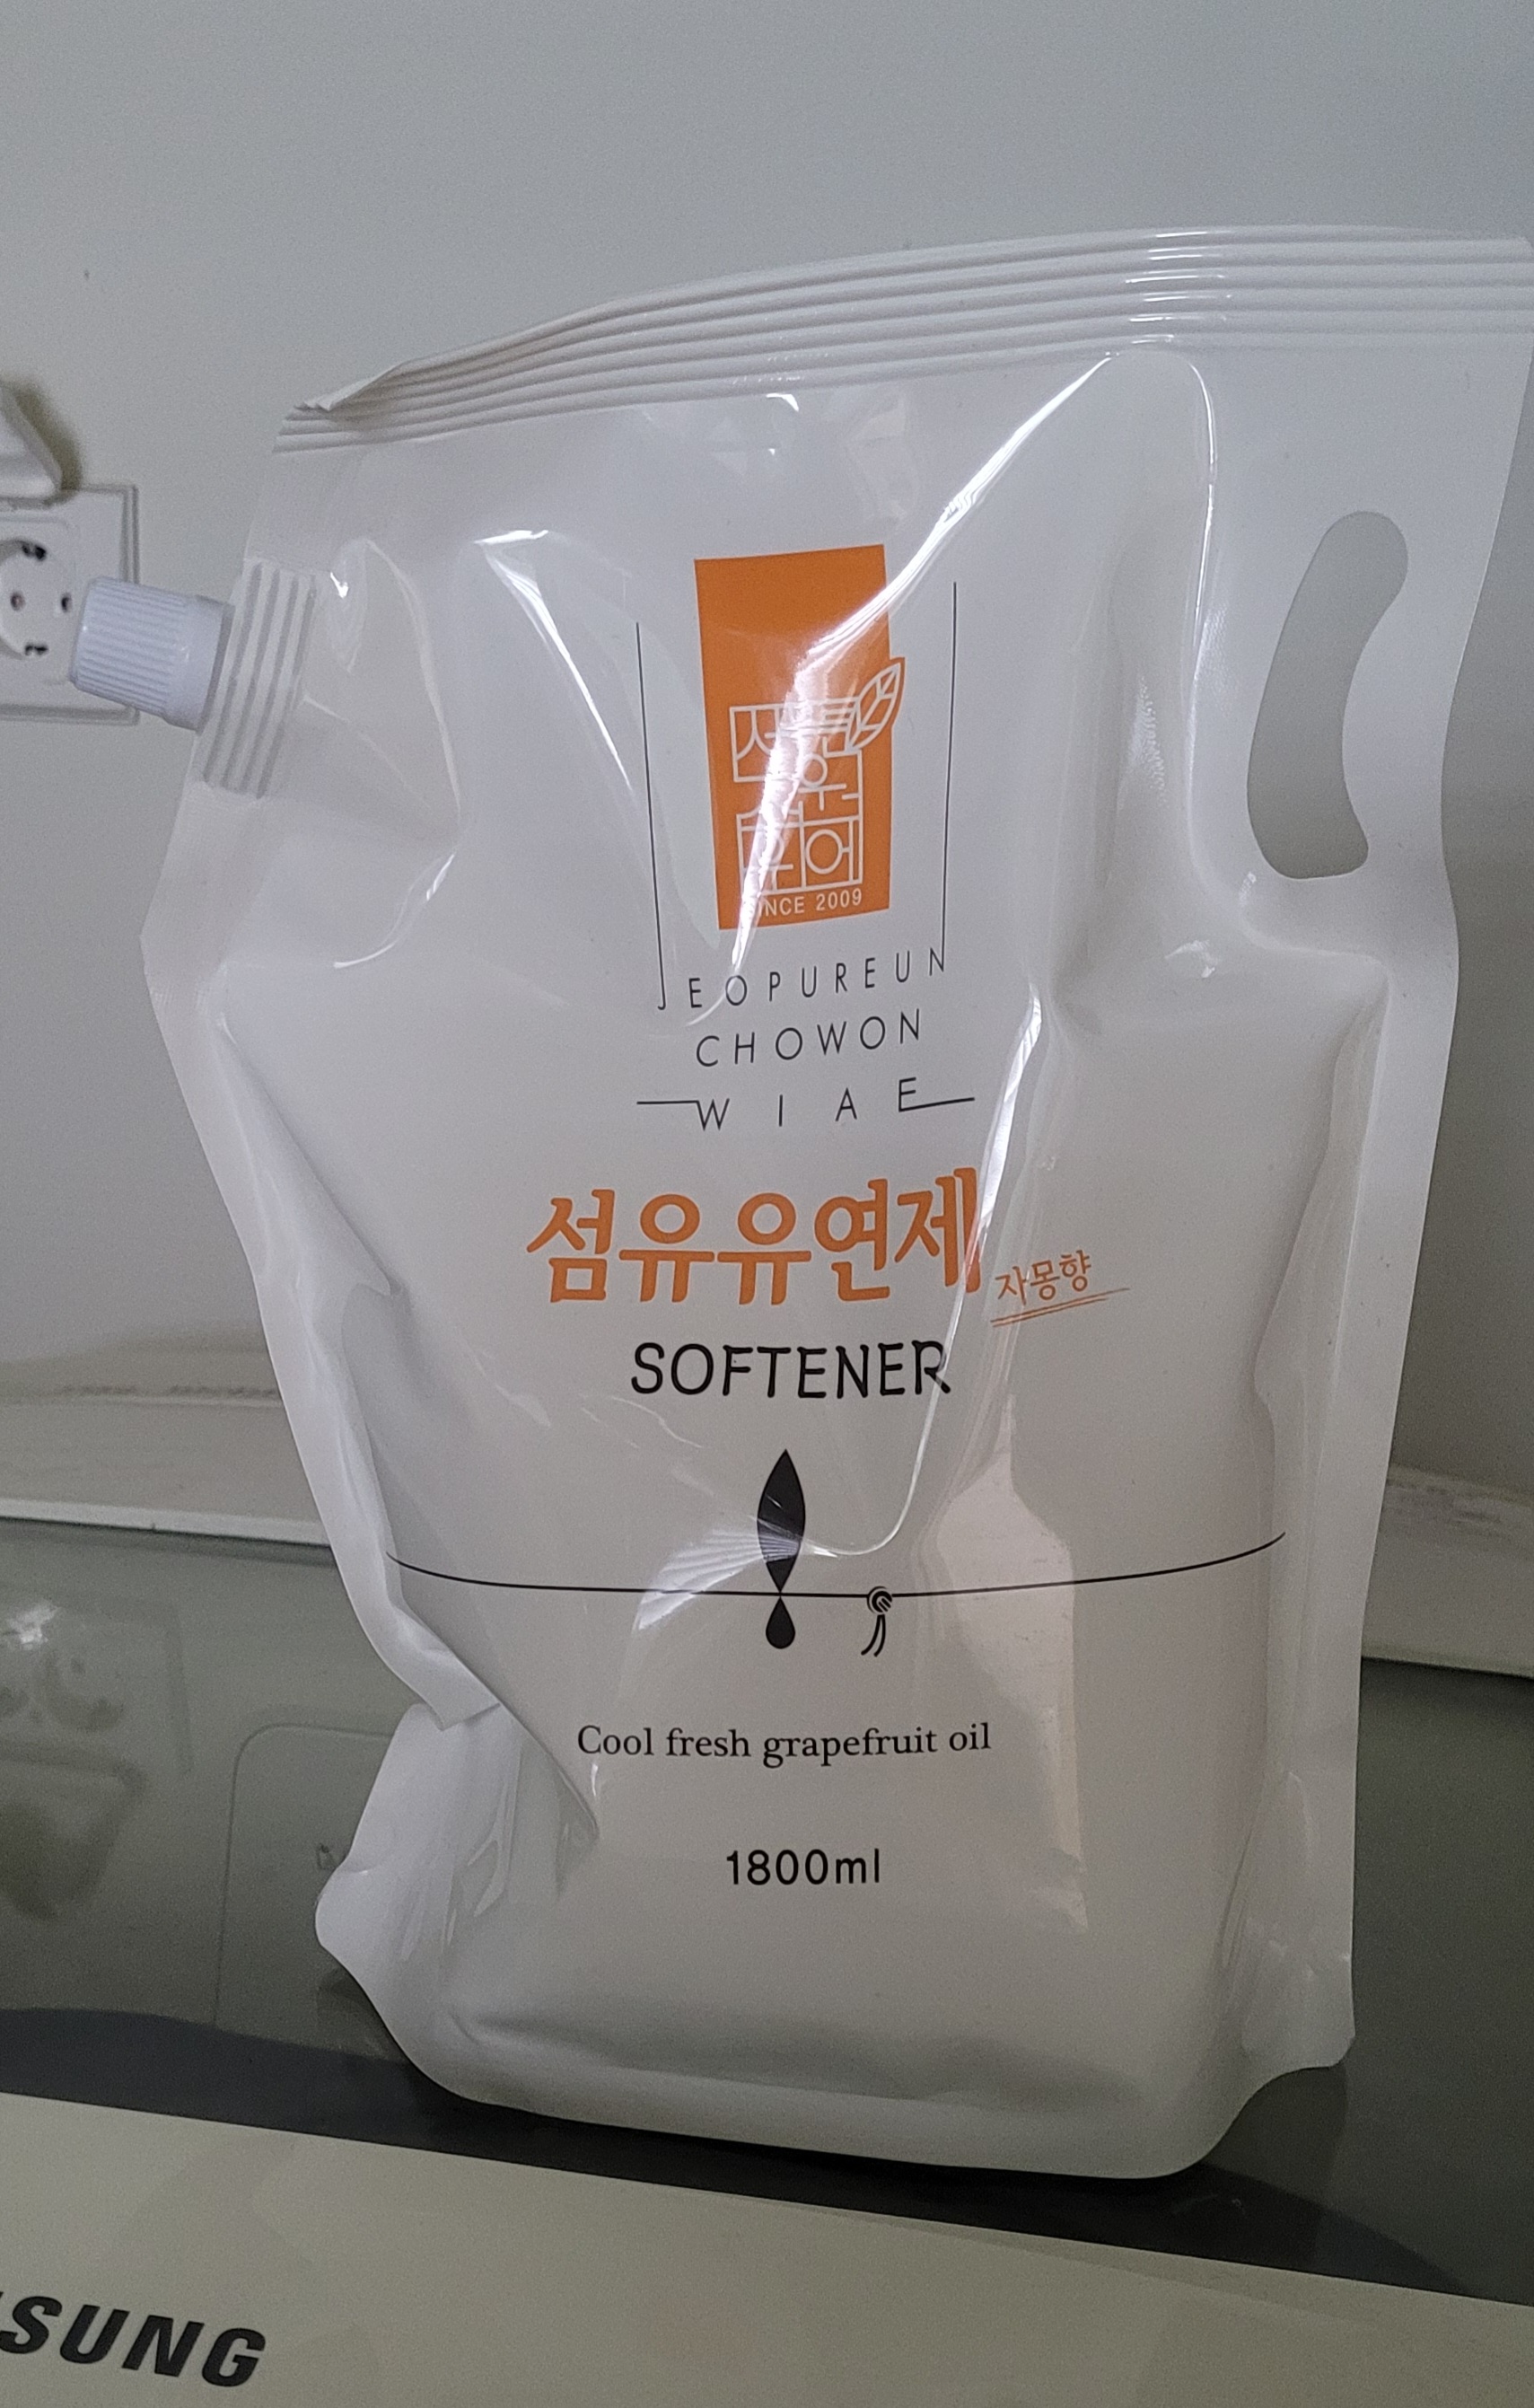 SINCE 2009
JEOPUREUN
CHOWON
WIAE
섬유유연제
자몽향
SOFTENER
Cool fresh grapefruit oil
1800ml
SUNG